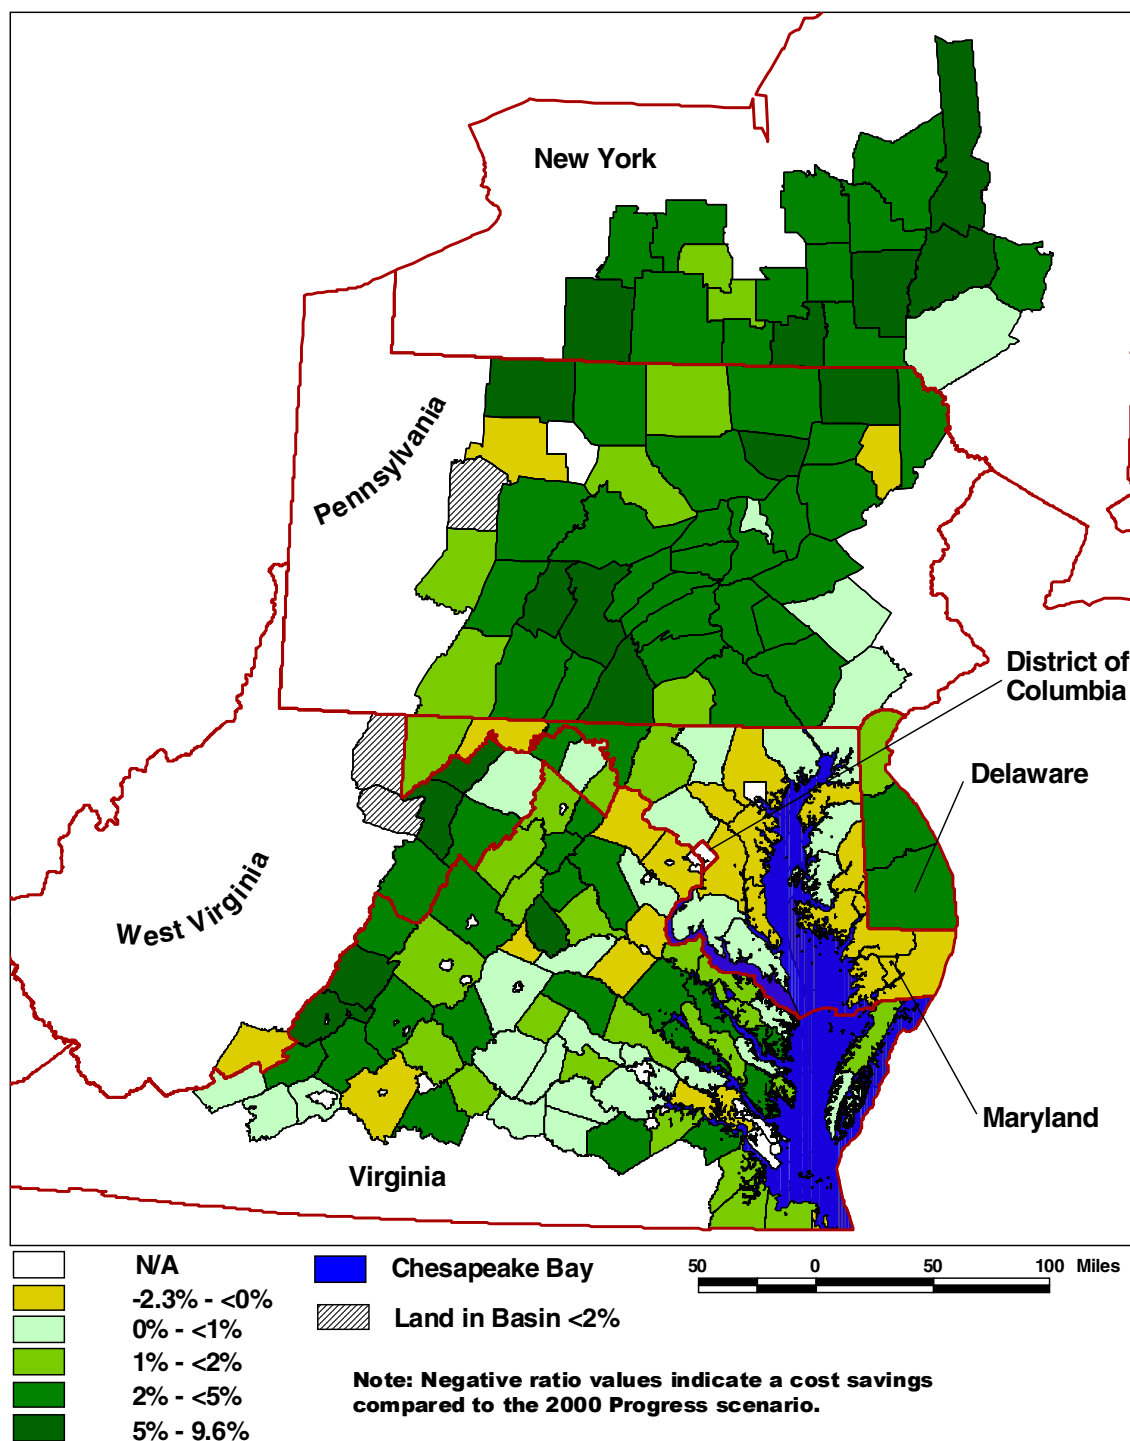 New York
Pennsylvania
District of
Columbia
Delaware
West Virginia
Maryland
Virginia
N/A
-2.3% - <0%
0% - <1%
1% - <2%
2% - <5%
5% - 9.6%
Chesapeake Bay
Land in Basin <2%
50 0 50 100 Miles
Note: Negative ratio values indicate a cost savings
compared to the 2000 Progress scenario.